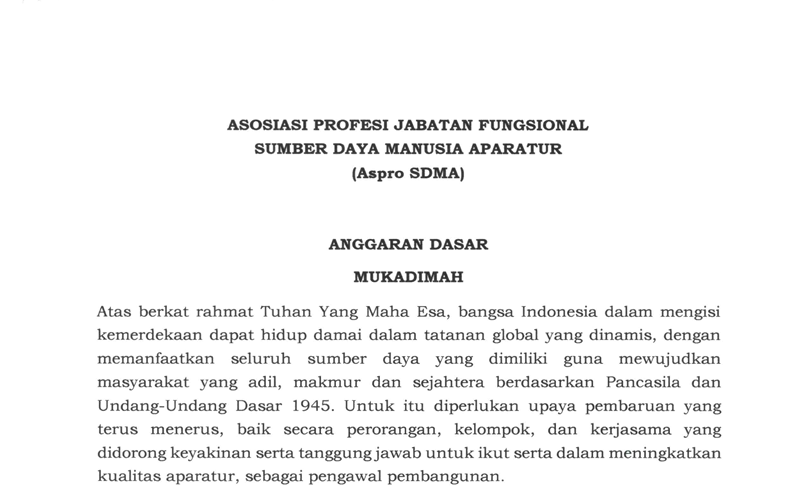 ASOSIASI PROFESI JABATAN FUNGSIONAL
SUMBER DAYA MANUSIA APARATUR
(Aspro SDMA)
ANGGARAN DASAR
MUKADIMAH
Atas berkat rahmat Tuhan Yang Maha Esa, bangsa Indonesia dalam mengisi
kemerdekaan dapat hidup damai dalam tatanan global yang dinamis, dengan
memanfaatkan seluruh sumber daya yang dimiliki guna mewujudkan
masyarakat yang adil, makmur dan sejahtera berdasarkan Pancasila dan
Undang-Undang Dasar 1945. Untuk itu diperlukan upaya pembaruan yang
terus menerus, baik secara perorangan, kelompok, dan kerjasama yang
didorong keyakinan serta tanggung jawab untuk ikut serta dalam meningkatkan
kualitas aparatur, sebagai pengawal pembangunan.